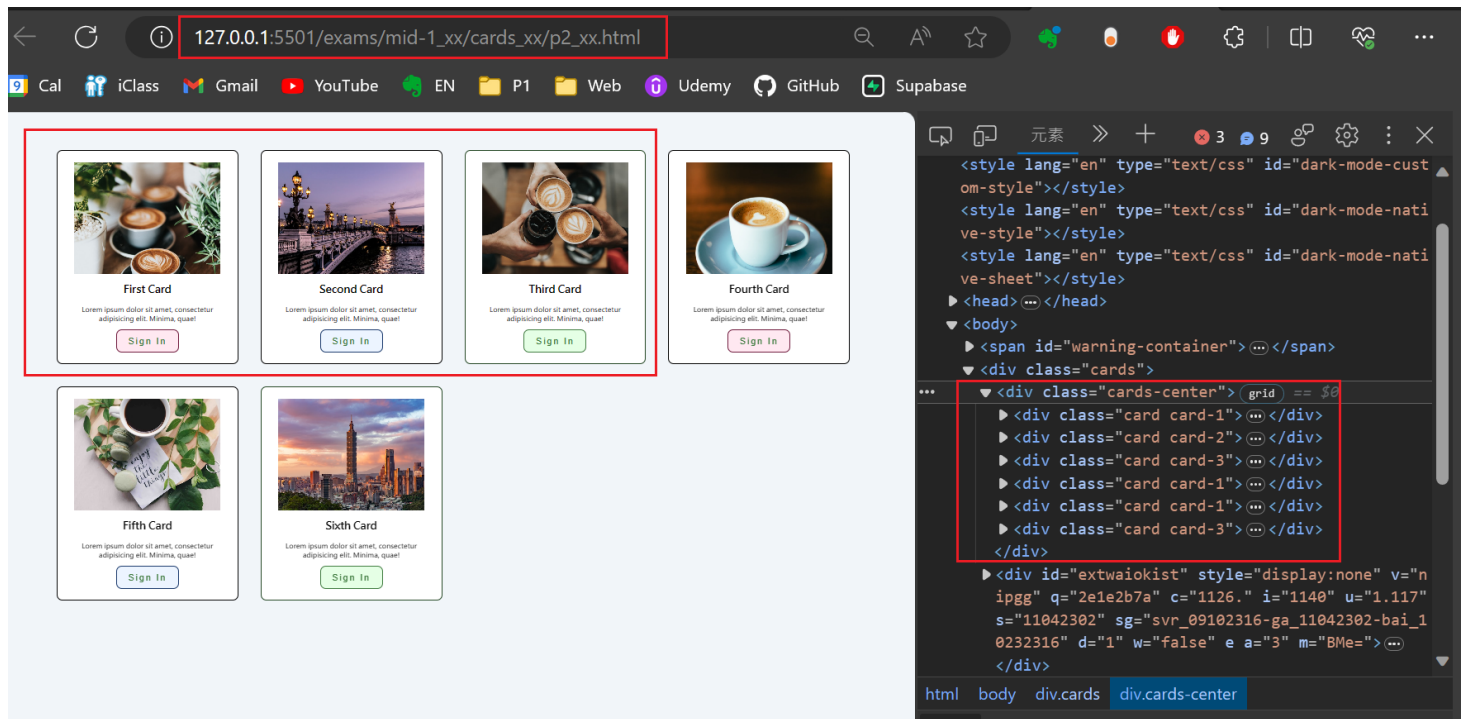 127.0.0.1:5501/exams/mid-1_xx/cards_xx/p2_xx.html
9 Cal iClass Gmail YouTube EN P1 Web Udemy GitHub Supabase
First Card
Lorem ipsum dolor sit amet, consectetur
adipisicing elit. Minima, quae!
Sign In
Second Card
Lorem ipsum dolor sit amet, consectetur
adipisicing elit. Minima, quae!
Sign In
Third Card
Lorem ipsum dolor sit amet, consectetur
adipisicing elit. Minima, quae!
Sign In
Fourth Card
Lorem ipsum dolor sit amet, consectetur
adipisicing elit. Minima, quae!
Sign In
enjoy
the
little
things
Fifth Card
Lorem ipsum dolor sit amet, consectetur
adipisicing elit. Minima, quae!
Sign In
Sixth Card
Lorem ipsum dolor sit amet, consectetur
adipisicing elit. Minima, quae!
Sign In
元素 3 9
<style lang="en" type="text/css" id="dark-mode-cust
om-style"></style>
<style lang="en" type="text/css" id="dark-mode-nati
ve-style"></style>
<style lang="en" type="text/css" id="dark-mode-nati
ve-sheet"></style>
<head>…</head>
<body>
<span id="warning-container">…</span>
<div class="cards">
… <div class="cards-center"> grid == $0
<div class="card card-1">…</div>
<div class="card card-2">…</div>
<div class="card card-3">…</div>
<div class="card card-1">…</div>
<div class="card card-1">…</div>
<div class="card card-3">…</div>
</div>
<div id="extwaiokist" style="display:none" v="n
ipgg" q="2e1e2b7a" c="1126." i="1140" u="1.117"
s="11042302" sg="svr_09102316-ga_11042302-bai_1
0232316" d="1" w="false" e a="3" m="BMe=">…
</div>
html body div.cards div.cards-center